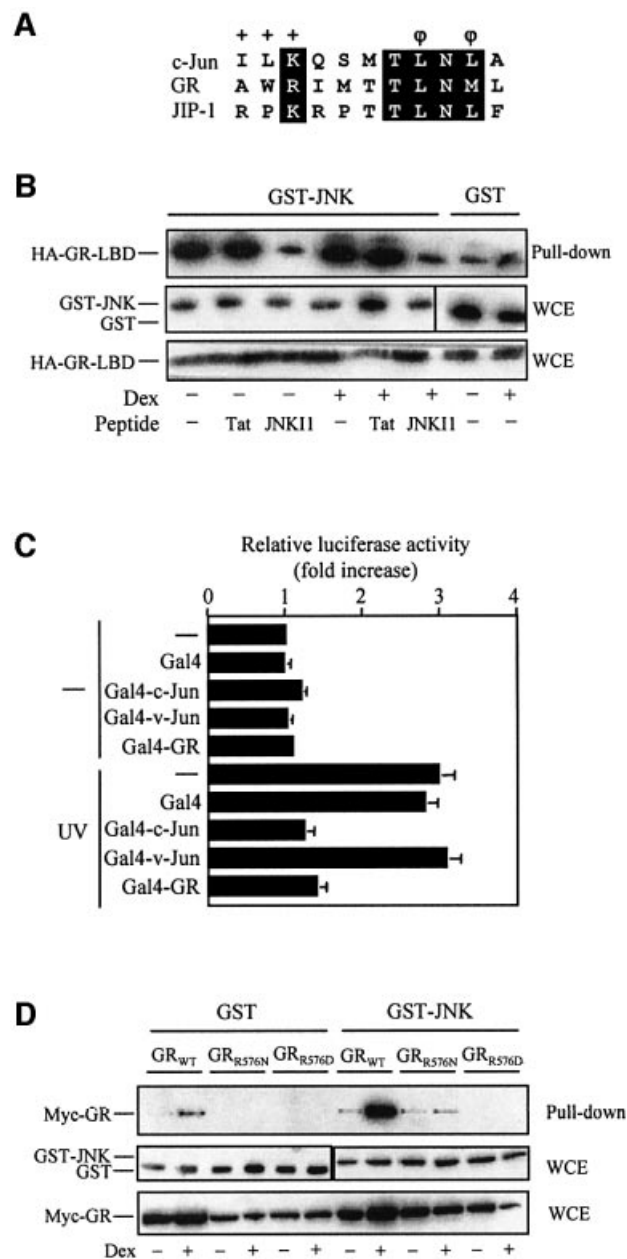 A
+ + + φ φ
c-Jun I L K Q S M T L N L A
GR A W R I M T T L N M L
JIP-1 R P K R P T T L N L F
B
GST-JNK GST
HA-GR-LBD Pull-down
GST-JNK WCE
GST
HA-GR-LBD WCE
Dex – – – + + + – +
Peptide – Tat JNKI1 – Tat JNKI1 – –
C
Relative luciferase activity
(fold increase)
0 1 2 3 4
—
Gal4
— Gal4-c-Jun
Gal4-v-Jun
Gal4-GR
—
Gal4
UV Gal4-c-Jun
Gal4-v-Jun
Gal4-GR
D
GST GST-JNK
GRWT GRR576N GRR576D GRWT GRR576N GRR576D
Myc-GR Pull-down
GST-JNK WCE
GST
Myc-GR WCE
Dex – + – + – + – + – + – +